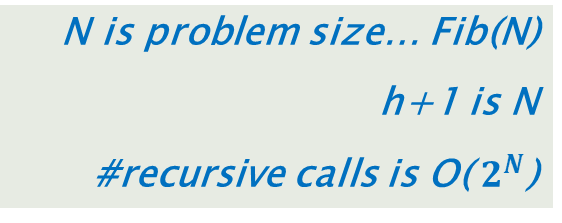 N is problem size... Fib(N)
h+1 is N
#recursive calls is O(2^N)